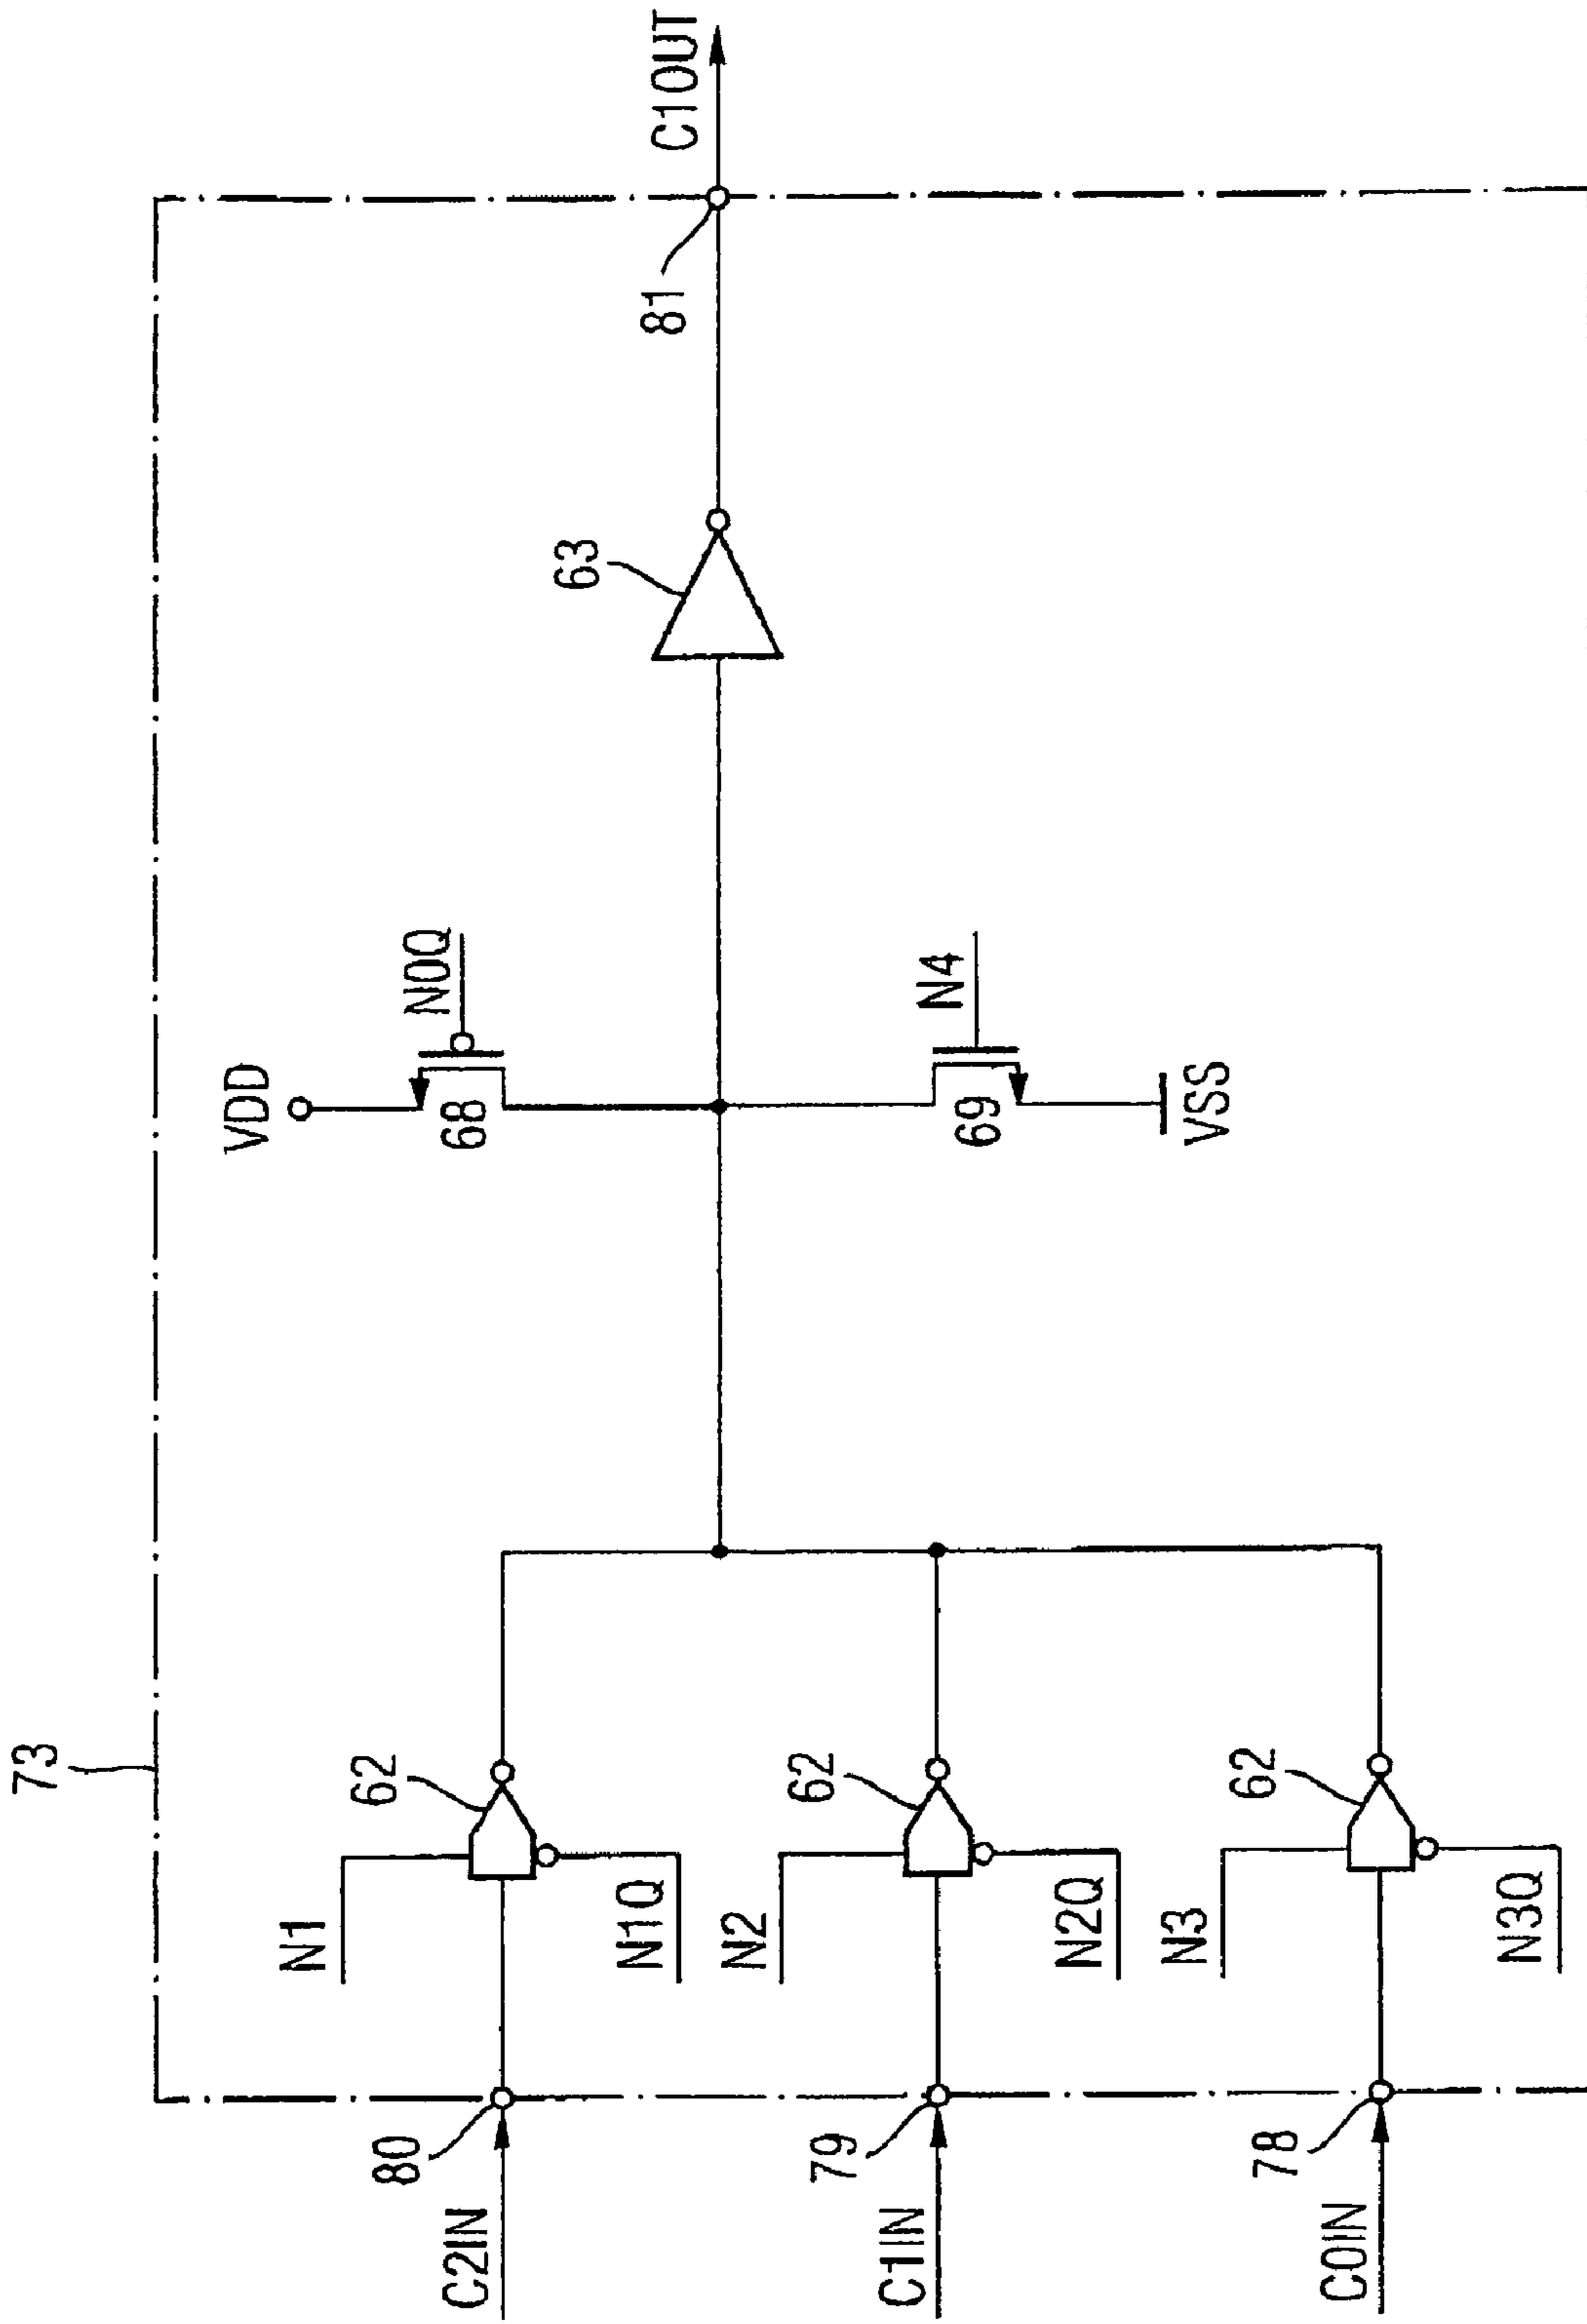 73
VDD
N0Q
68
63
81
C1OUT
N4
69
VSS
N1
62
N1Q
80
C2IN
N2
62
N2Q
79
C1IN
N3
62
N3Q
78
C0IN